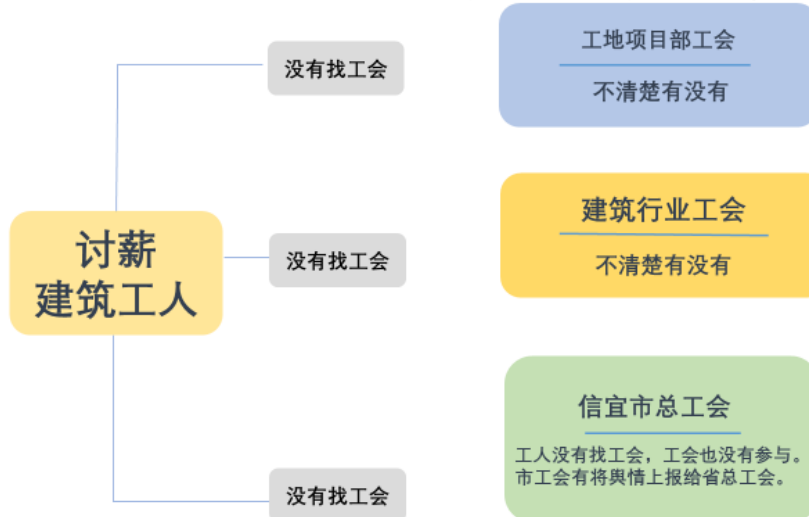 没有找工会
工地项目部工会
不清楚有没有
讨薪
建筑工人
没有找工会
建筑行业工会
不清楚有没有
没有找工会
信宜市总工会
工人没有找工会，工会也没有参与。
市工会有将舆情上报给省总工会。